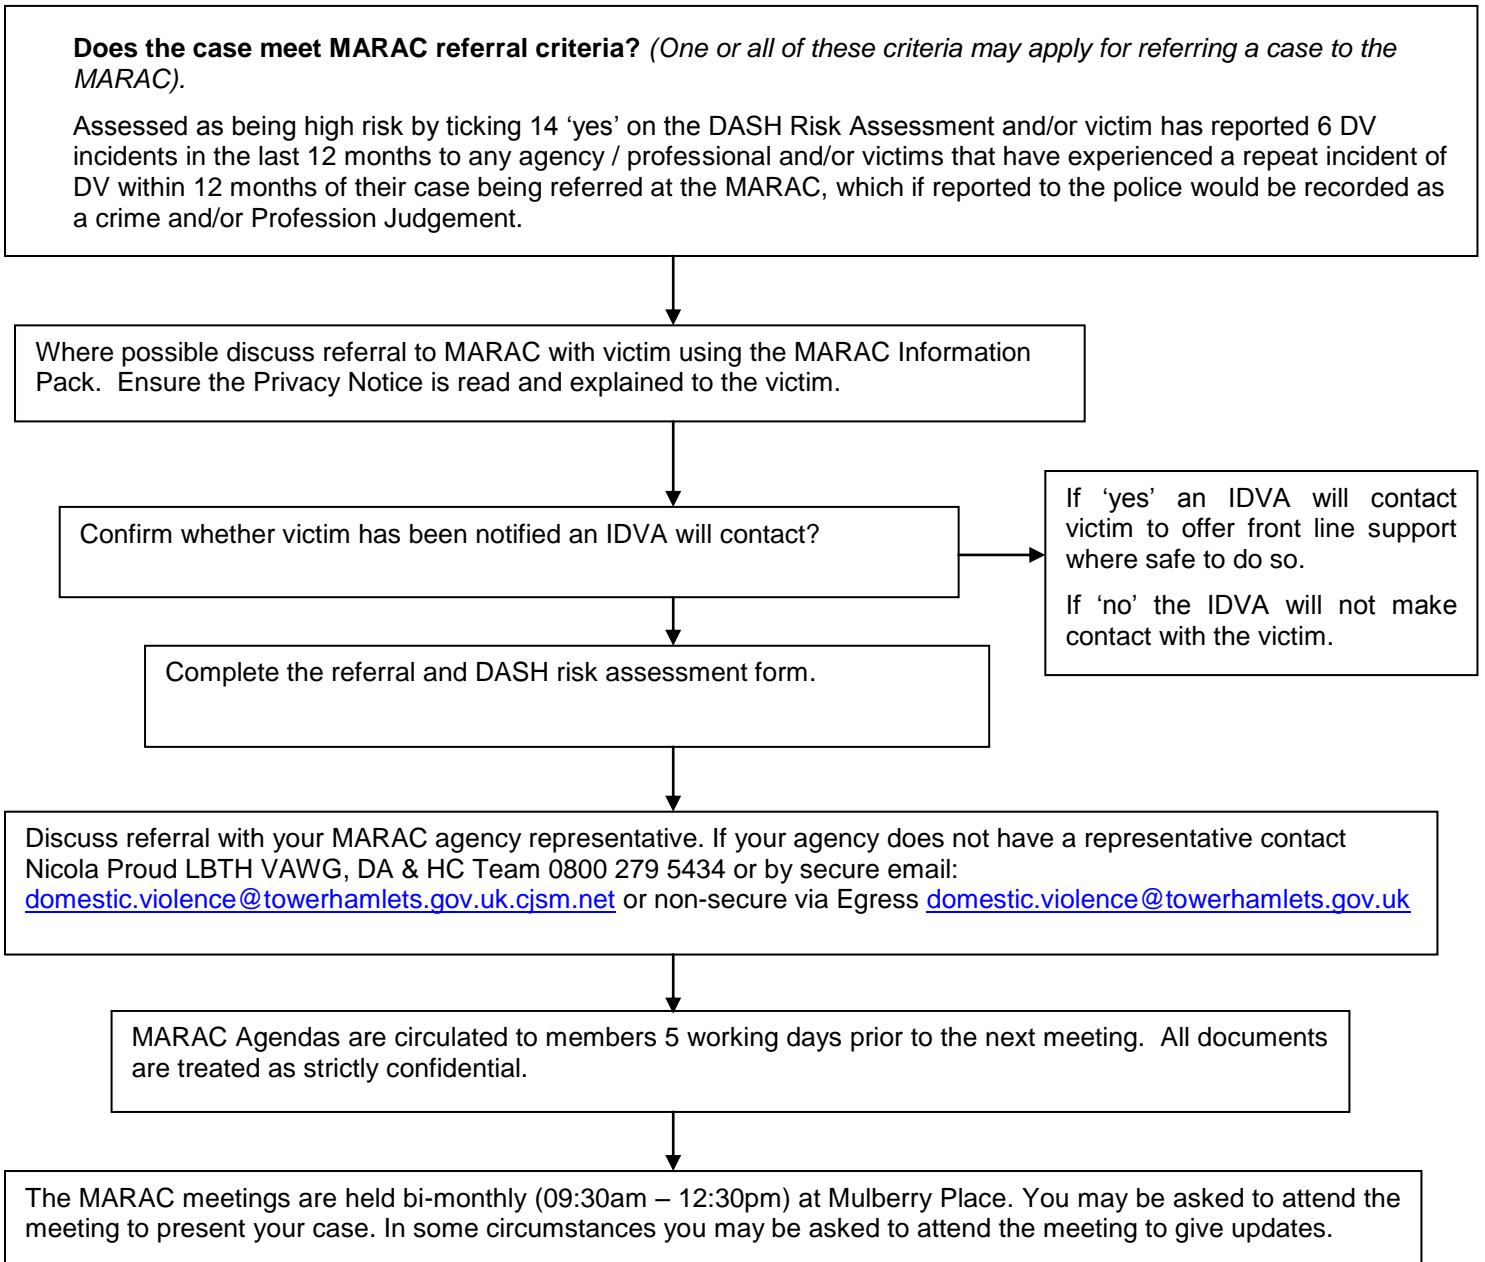 Does the case meet MARAC referral criteria? (One or all of these criteria may apply for referring a case to the
MARAC).
Assessed as being high risk by ticking 14 ‘yes’ on the DASH Risk Assessment and/or victim has reported 6 DV
incidents in the last 12 months to any agency / professional and/or victims that have experienced a repeat incident of
DV within 12 months of their case being referred at the MARAC, which if reported to the police would be recorded as
a crime and/or Profession Judgement.
Where possible discuss referral to MARAC with victim using the MARAC Information
Pack.  Ensure the Privacy Notice is read and explained to the victim.
Confirm whether victim has been notified an IDVA will contact?
If ‘yes’ an IDVA will contact
victim to offer front line support
where safe to do so.
If ‘no’ the IDVA will not make
contact with the victim.
Complete the referral and DASH risk assessment form.
Discuss referral with your MARAC agency representative. If your agency does not have a representative contact
Nicola Proud LBTH VAWG, DA & HC Team 0800 279 5434 or by secure email:
domestic.violence@towerhamlets.gov.uk.cjsm.net or non-secure via Egress domestic.violence@towerhamlets.gov.uk
MARAC Agendas are circulated to members 5 working days prior to the next meeting.  All documents
are treated as strictly confidential.
The MARAC meetings are held bi-monthly (09:30am – 12:30pm) at Mulberry Place. You may be asked to attend the
meeting to present your case. In some circumstances you may be asked to attend the meeting to give updates.